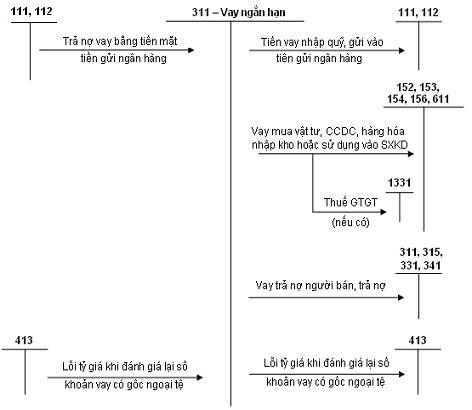 111, 112
311 – Vay ngắn hạn
111, 112
Trả nợ vay bằng tiền mặt
tiền gửi ngân hàng
Tiền vay nhập quỹ, gửi vào
tiền gửi ngân hàng
152, 153,
154, 156, 611
Vay mua vật tư, CCDC, hàng hóa
nhập kho hoặc sử dụng vào SXKD
1331
Thuế GTGT
(nếu có)
311, 315,
331, 341
Vay trả nợ người bán, trả nợ
413
Lỗi tỷ giá khi đánh giá lại số
khoản vay có gốc ngoại tệ
413
Lỗi tỷ giá khi đánh giá lại số
khoản vay có gốc ngoại tệ